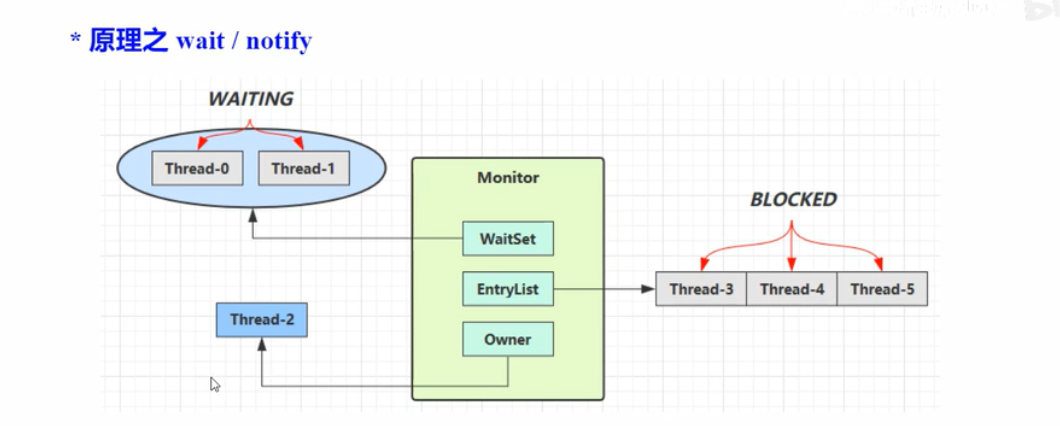 * 原理之 wait / notify
WAITING
Thread-0 Thread-1
Monitor
WaitSet
EntryList
Owner
Thread-2
BLOCKED
Thread-3 Thread-4 Thread-5